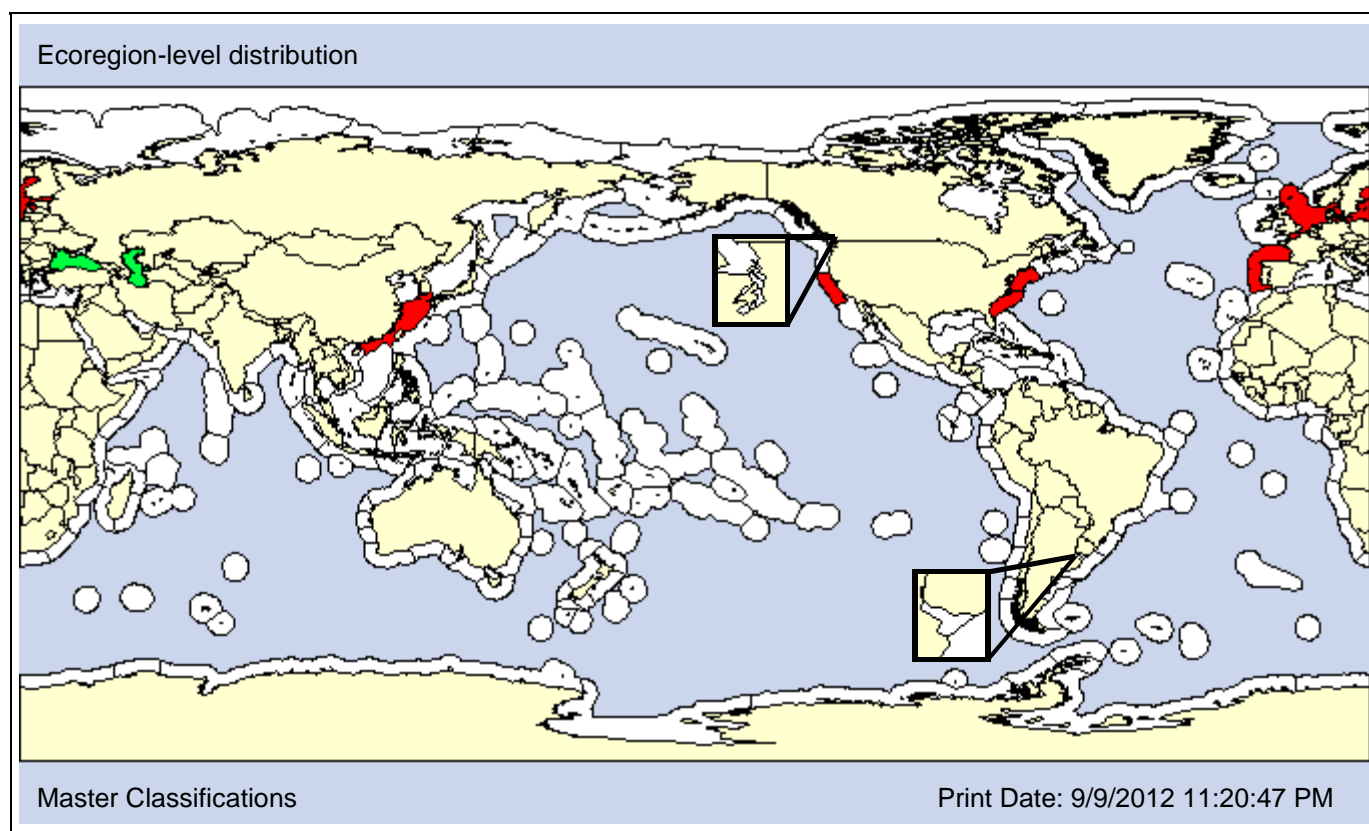 Ecoregion-level distribution
Master Classifications
Print Date: 9/9/2012 11:20:47 PM